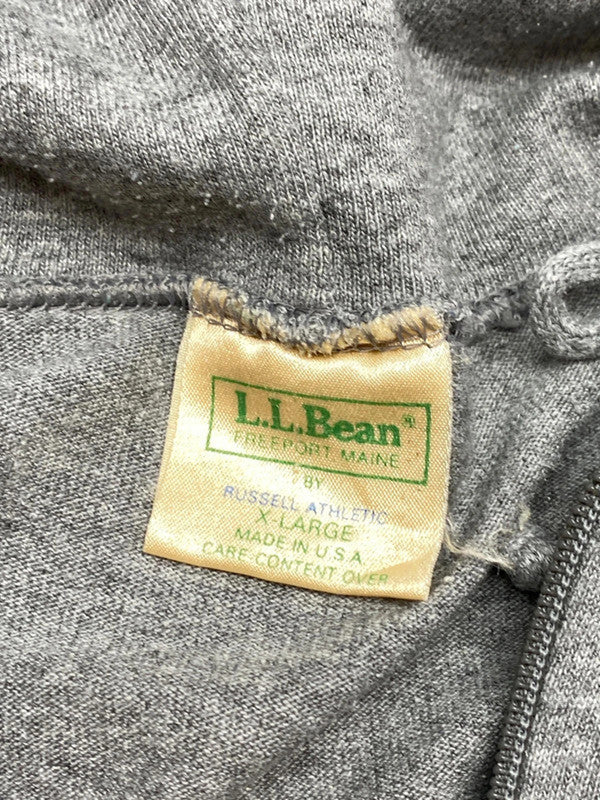 L.L.Bean®
FREEPORT MAINE
BY
RUSSELL ATHLETIC
X-LARGE
MADE IN U.S.A.
CARE-CONTENT OVER